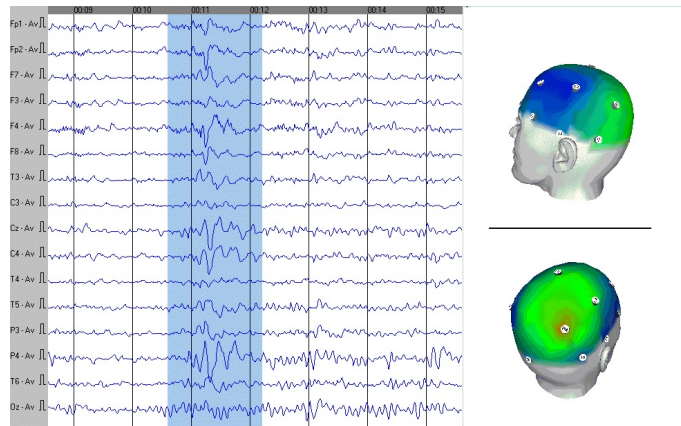 00:09 00:10 00:11 00:12 00:13 00:14 00:15
Fp1 - Av
Fp2 - Av
F7 - Av
F3 - Av
F4 - Av
F8 - Av
T3 - Av
C3 - Av
Cz - Av
C4 - Av
T4 - Av
T5 - Av
P3 - Av
P4 - Av
T6 - Av
Oz - Av